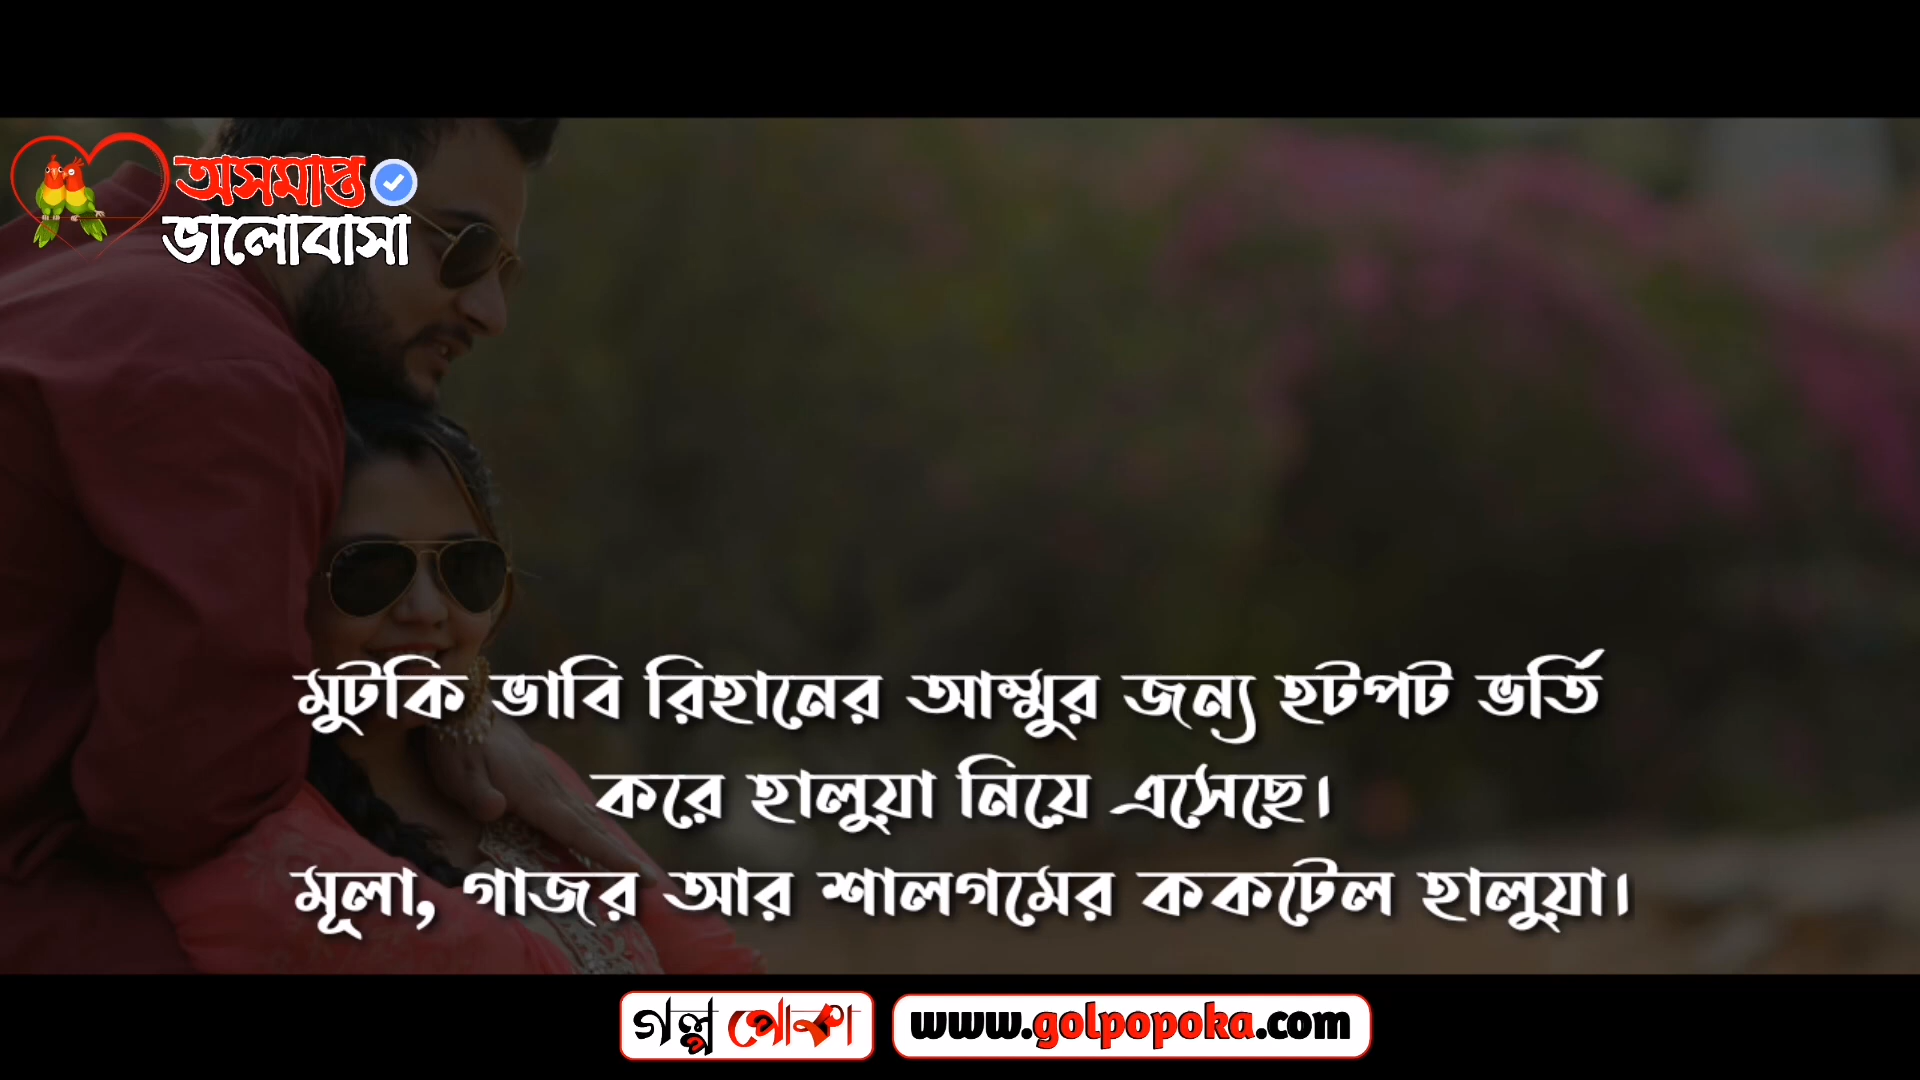 অসমাপ্ত
ভালোবাসা
মুটকি ভাবি রিহানের আম্মুর জন্য হটপট ভর্তি
করে হালুয়া নিয়ে এসেছে।
মূলা, গাজর আর শালগমের ককটেল হালুয়া।
গল্প পোকা
www.golpopoka.com